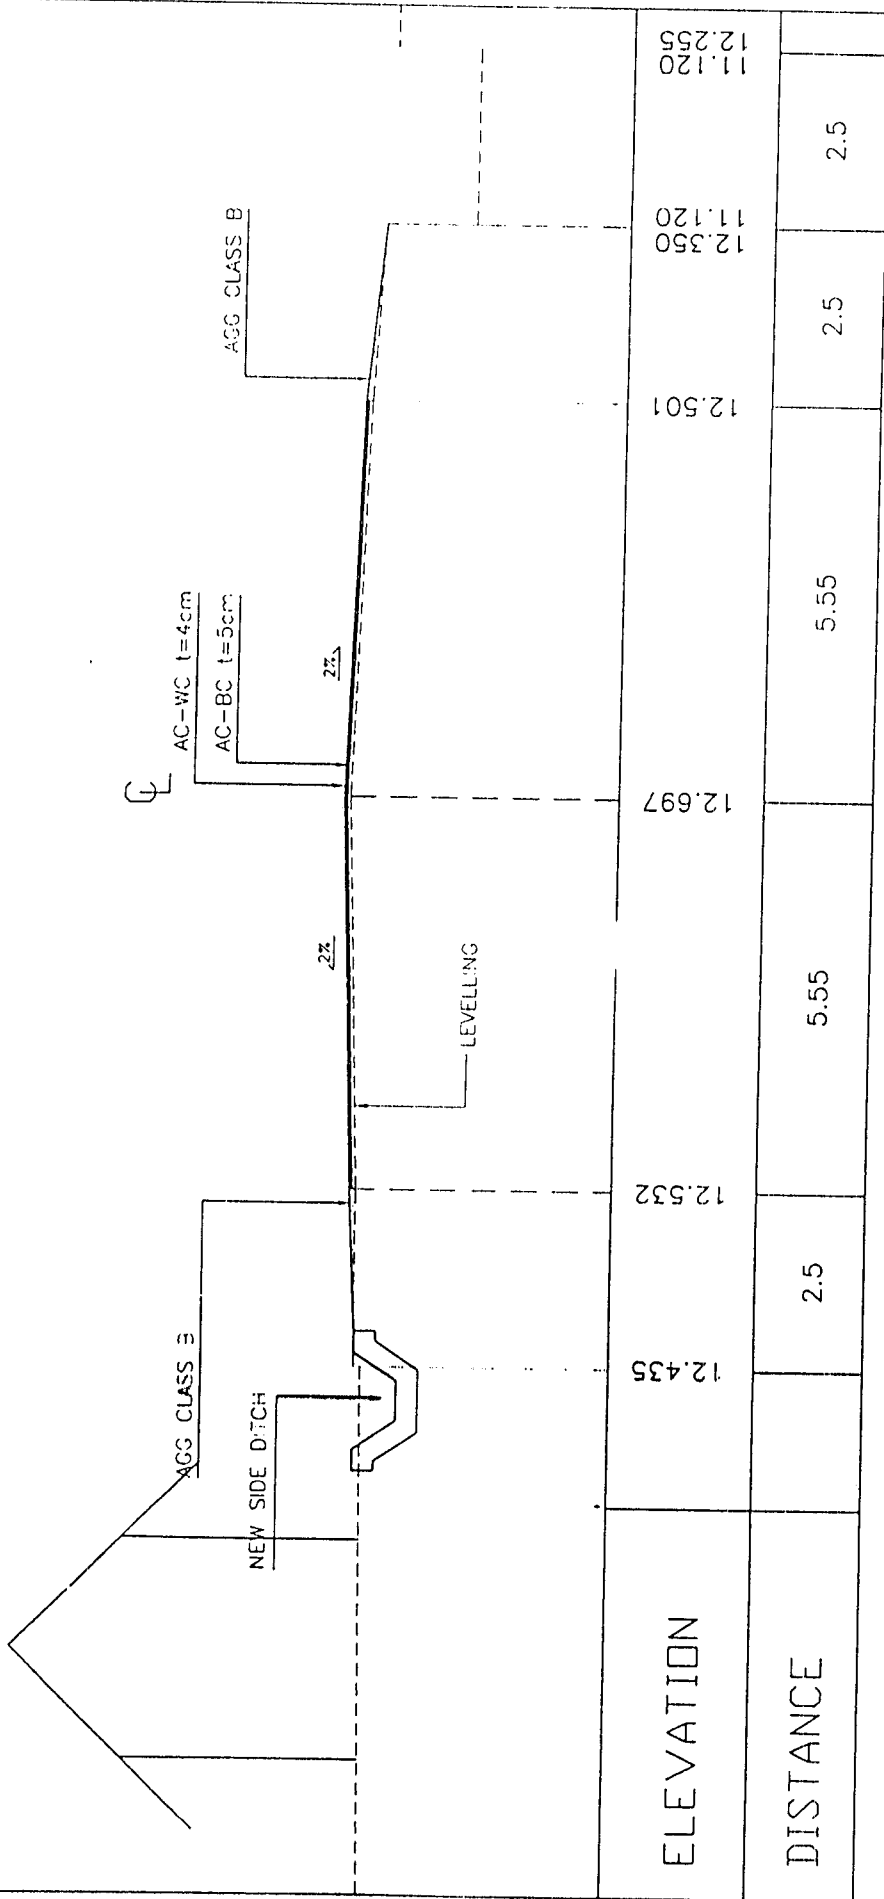 AGG CLASS B
NEW SIDE DITCH
LEVELLING
2%
CL
AC-WC t=4cm
AC-BC t=5cm
2%
AGG CLASS B
ELEVATION
12.435
12.532
12.697
12.501
12.350
11.120
11.120
12.255
DISTANCE
2.5
5.55
5.55
2.5
2.5